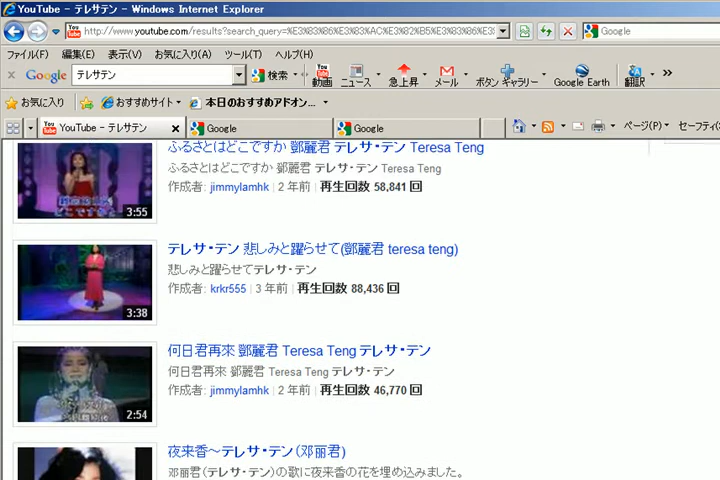 YouTube - テレサテン - Windows Internet Explorer
http://www.youtube.com/results?search_query=%E3%83%86%E3%83%AC%E3%82%B5%E3%83%86%E3
Google
ファイル(F) 編集(E) 表示(V) お気に入り(A) ツール(T) ヘルプ(H)
× Google テレサテン 検索 動画 ニュース 急上昇 メール ボタン ギャラリー Google Earth 翻訳 »
お気に入り おすすめサイト 本日のおすすめアドオン...
YouTube - テレサテン Google Google ページ(P) セーフティ(S
ふるさとはどこですか 鄧麗君 テレサ・テン Teresa Teng
ふるさとはどこですか 鄧麗君 テレサ・テン Teresa Teng
作成者: jimmylamhk | 2 年前 | 再生回数 58,841 回
どこですか
3:55
テレサ・テン 悲しみと躍らせて(鄧麗君 teresa teng)
悲しみと躍らせてテレサ・テン
作成者: krkr555 | 3 年前 | 再生回数 88,436 回
3:38
何日君再來 鄧麗君 Teresa Teng テレサ・テン
何日君再來 鄧麗君 Teresa Teng テレサ・テン
作成者: jimmylamhk | 2 年前 | 再生回数 46,770 回
2:54
夜来香～テレサ・テン（邓丽君)
邓丽君（テレサ・テン）の歌に夜来香の花を埋め込みました。